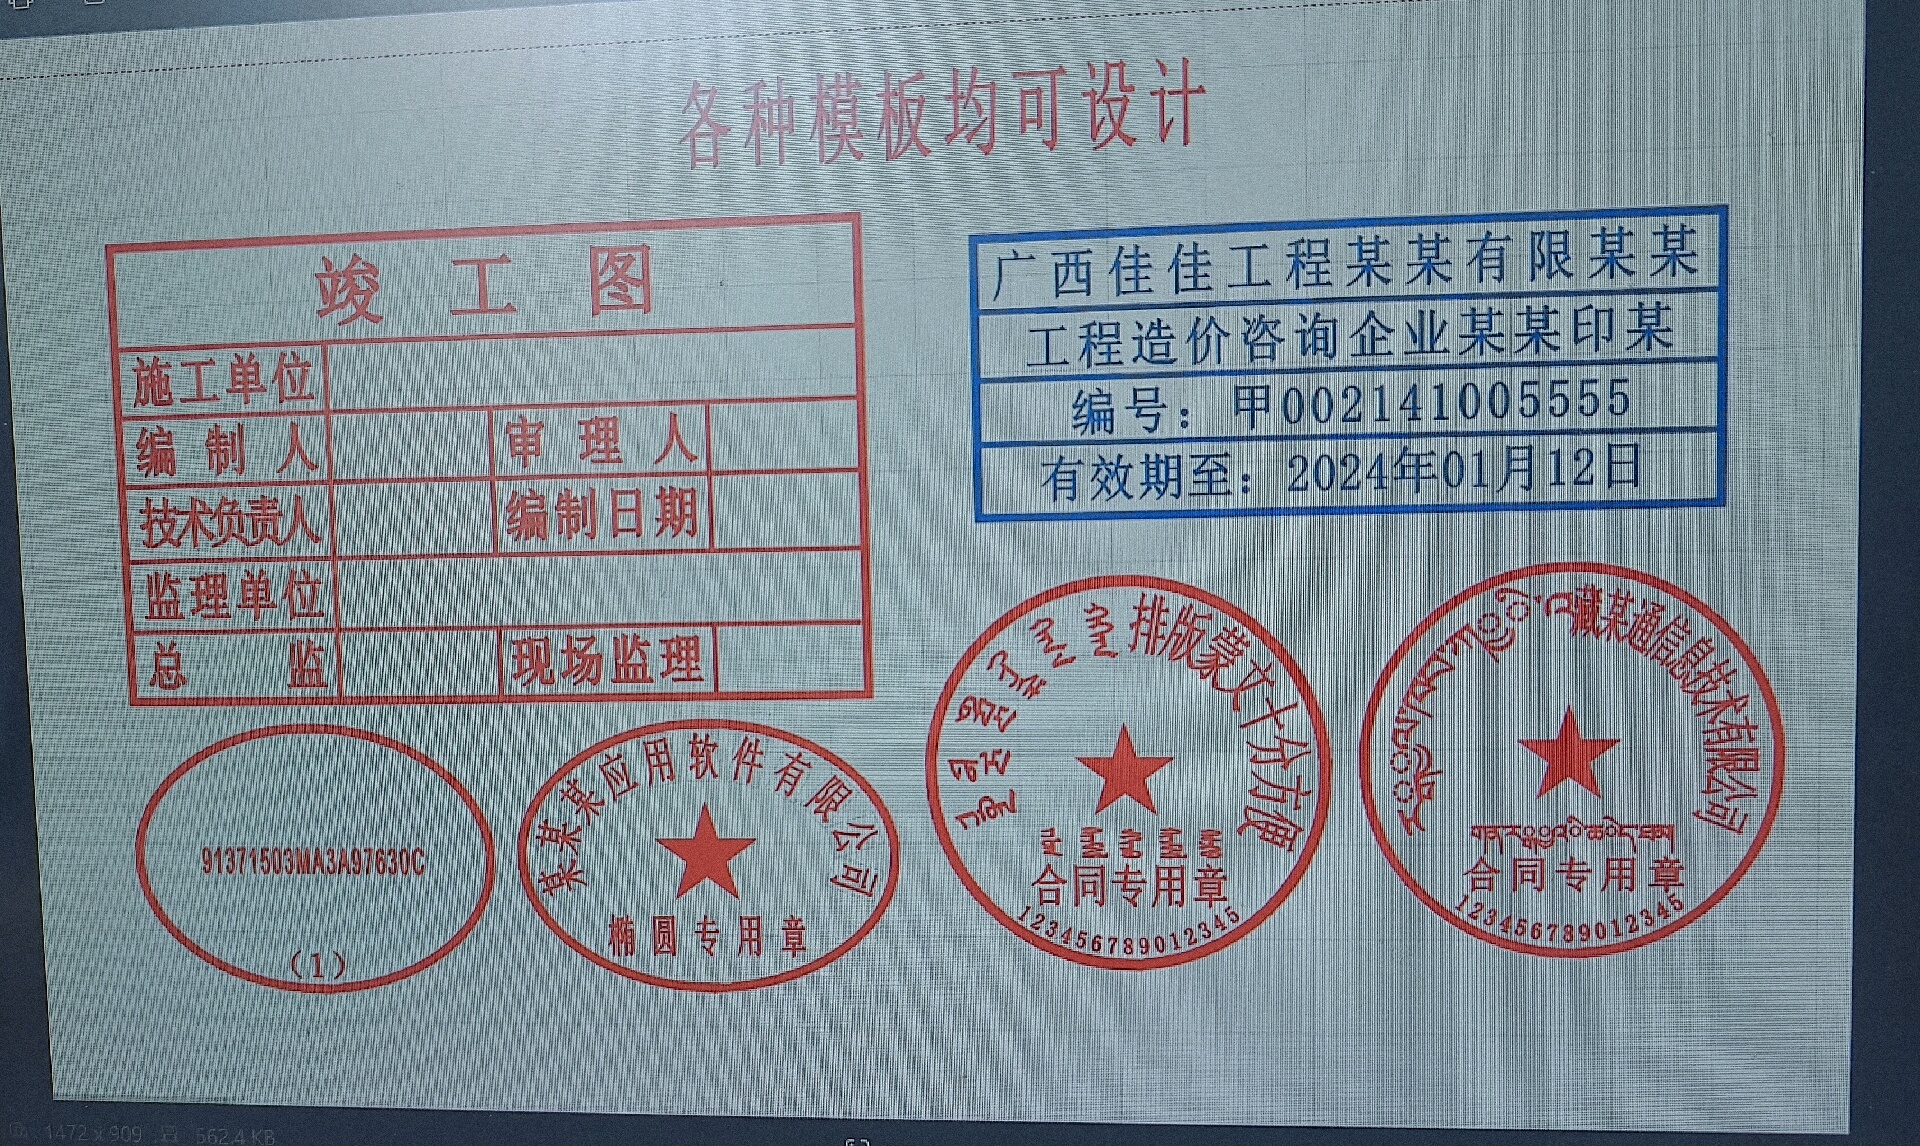 各种模板均可设计
竣工图
施工单位
编制人 审理人
技术负责人 编制日期
监理单位
总监 现场监理
广西佳佳工程某某有限某某
工程造价咨询企业某某印某
编号：甲002141005555
有效期至：2024年01月12日
91371503MA3A97630C
（1）
某某某应用软件有限公司
椭圆专用章
排版蒙文十分方便
合同专用章
123456789012345
藏某通信息技术有限公司
合同专用章
123456789012345
1472 x 909 562.4 KB